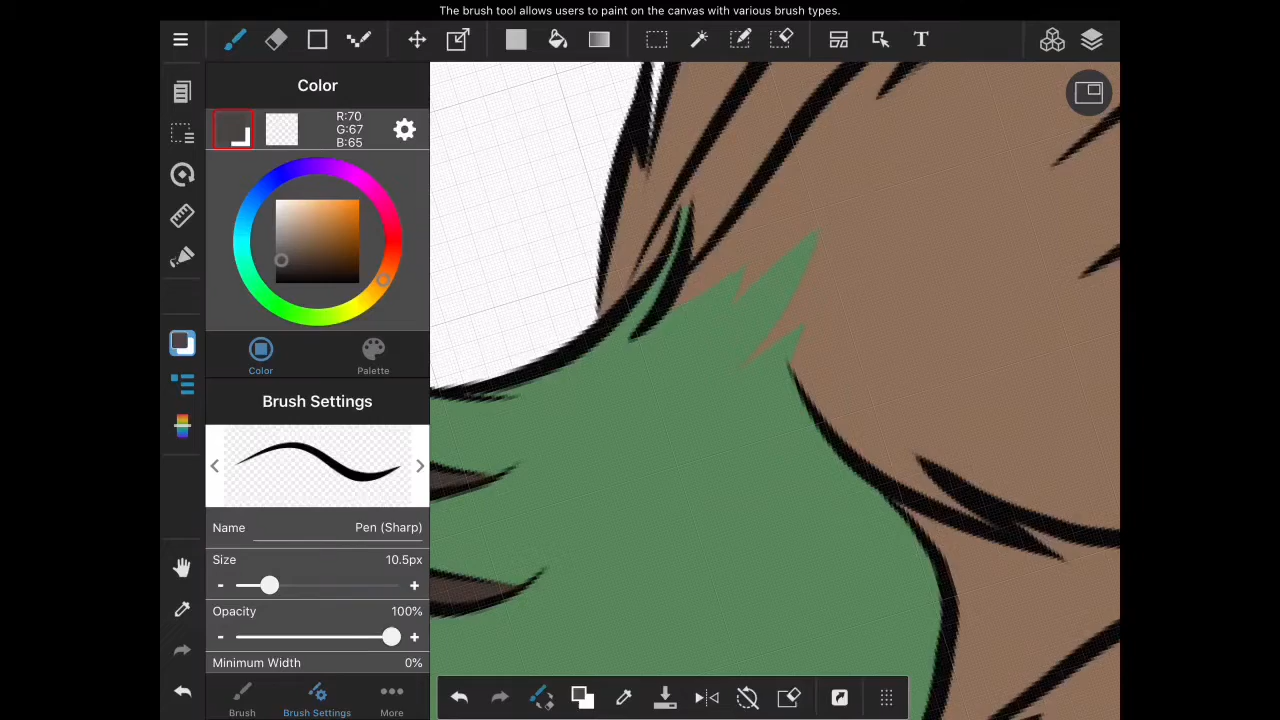 The brush tool allows users to paint on the canvas with various brush types.
T
Color
R:70
G:67
B:65
Color
Palette
Brush Settings
Name
Pen (Sharp)
Size
10.5px
-
+
Opacity
100%
-
+
Minimum Width
0%
Brush
Brush Settings
More